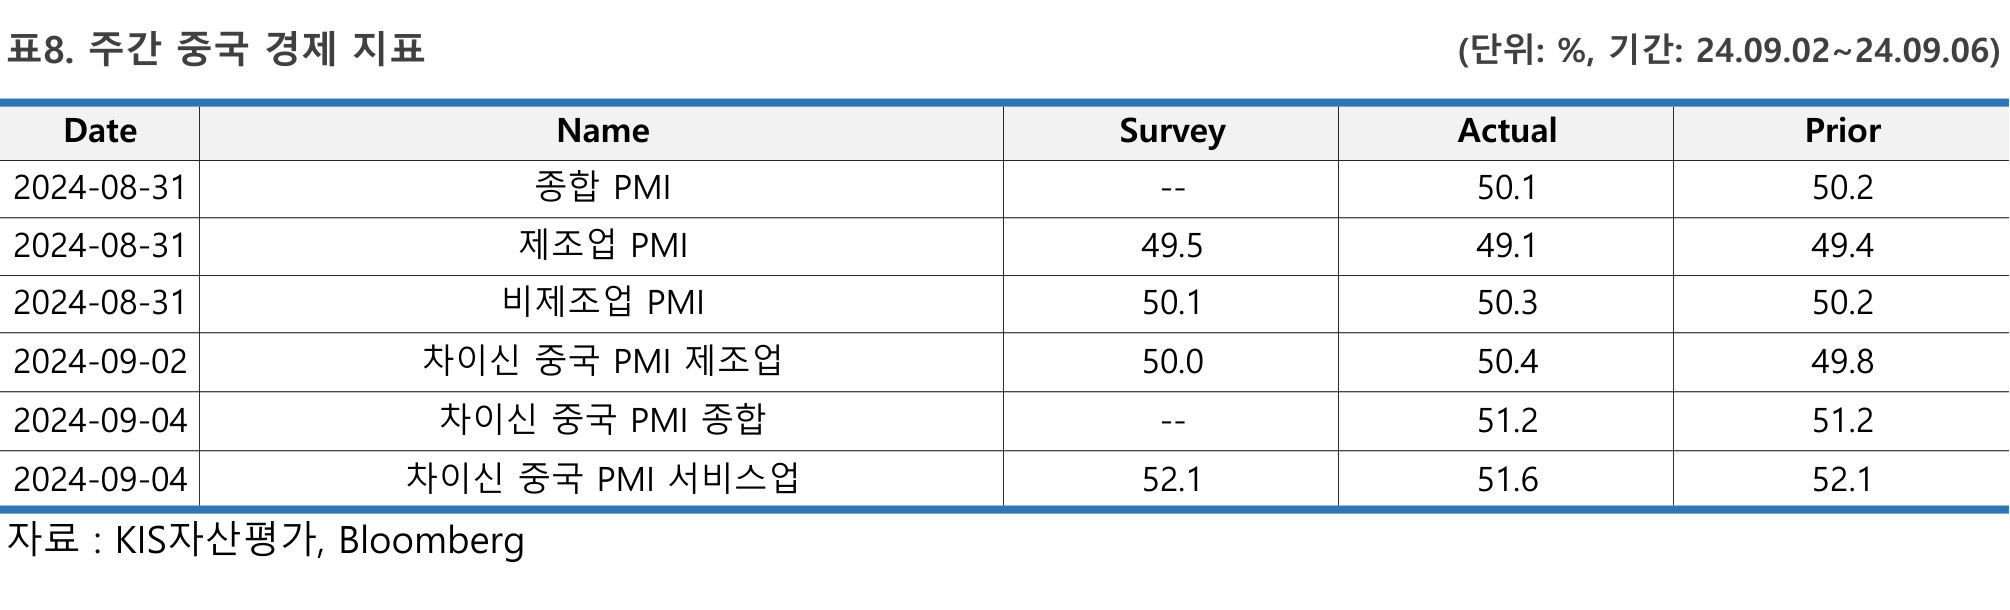 표8. 주간 중국 경제 지표 (단위: %, 기간: 24.09.02~24.09.06)
Date Name Survey Actual Prior
2024-08-31 종합 PMI -- 50.1 50.2
2024-08-31 제조업 PMI 49.5 49.1 49.4
2024-08-31 비제조업 PMI 50.1 50.3 50.2
2024-09-02 차이신 중국 PMI 제조업 50.0 50.4 49.8
2024-09-04 차이신 중국 PMI 종합 -- 51.2 51.2
2024-09-04 차이신 중국 PMI 서비스업 52.1 51.6 52.1
자료 : KIS자산평가, Bloomberg